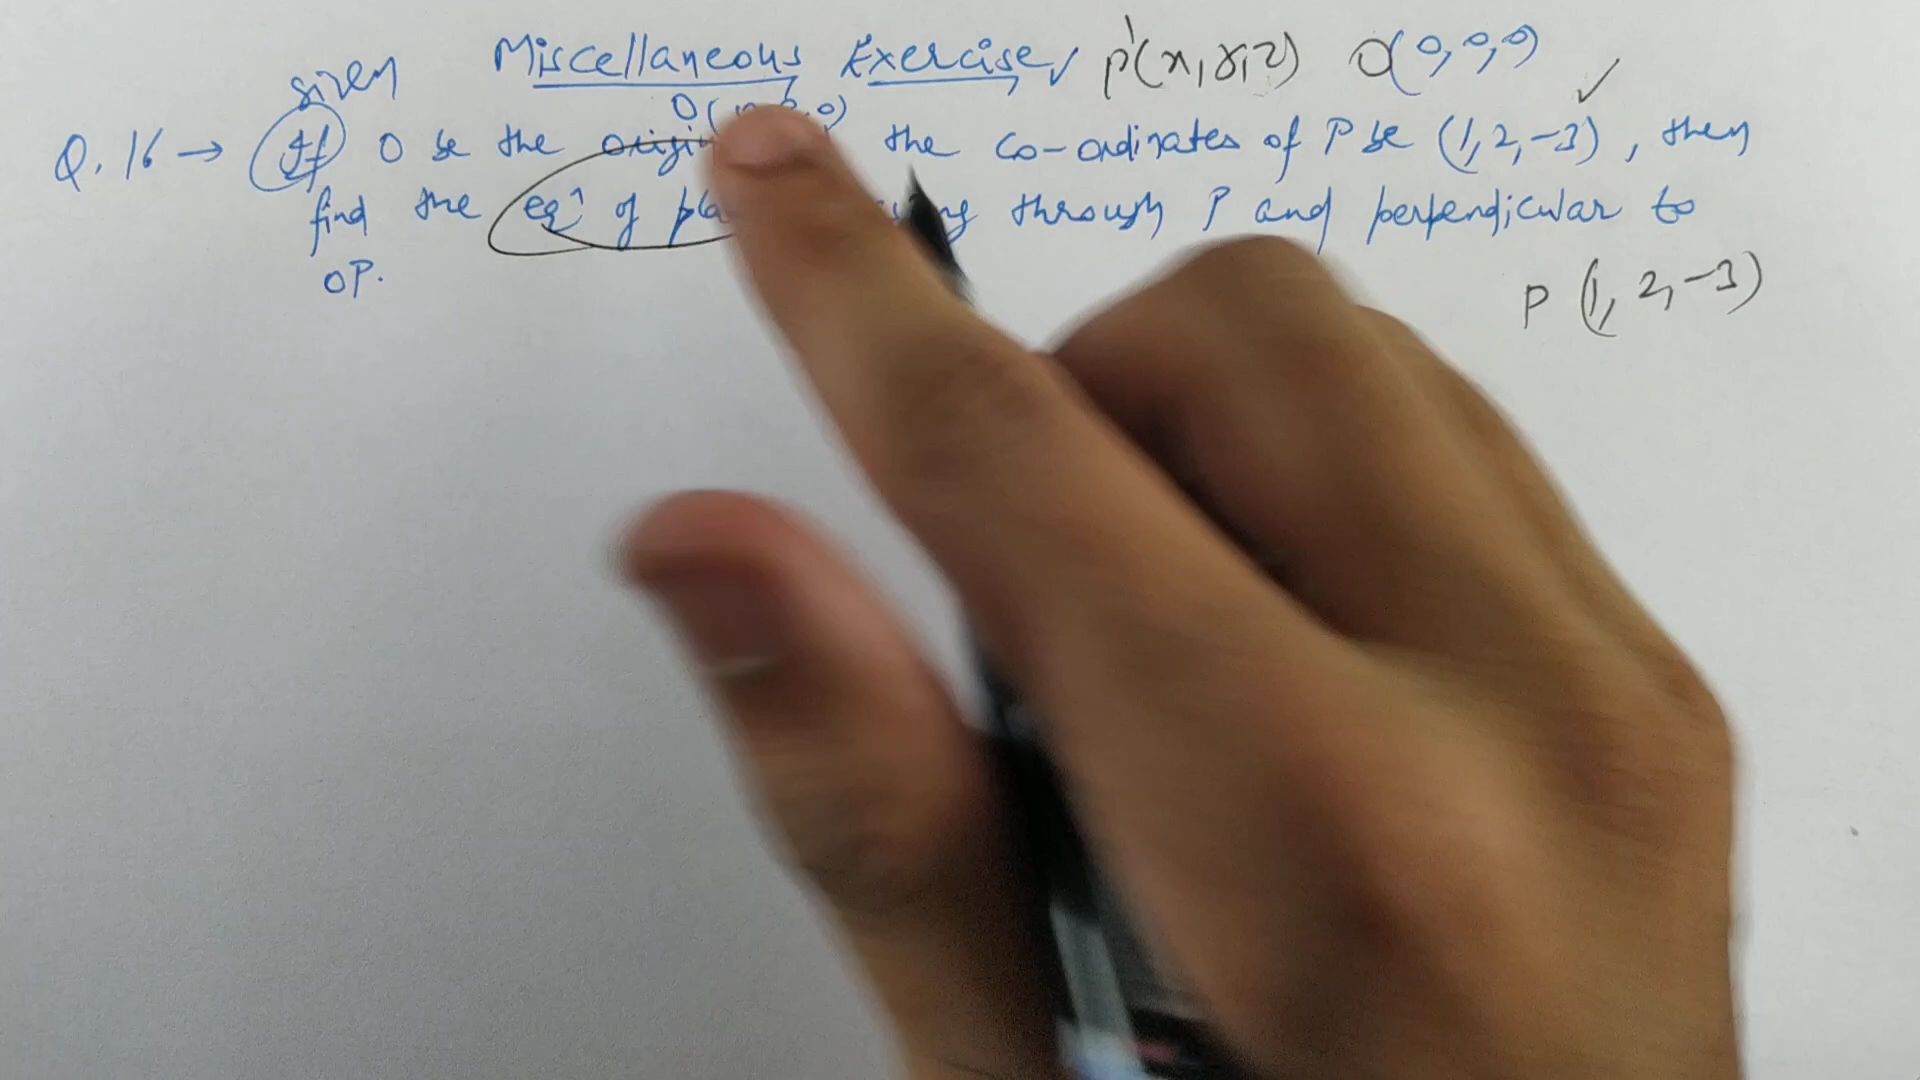 given Miscellaneous Exercise P'(x, y, z) O(0,0,0)
Q. 16 → If O be the the co-ordinates of P be (1, 2, -3), then
find the eqn of through P and perpendicular to
OP.
P (1, 2, -3)